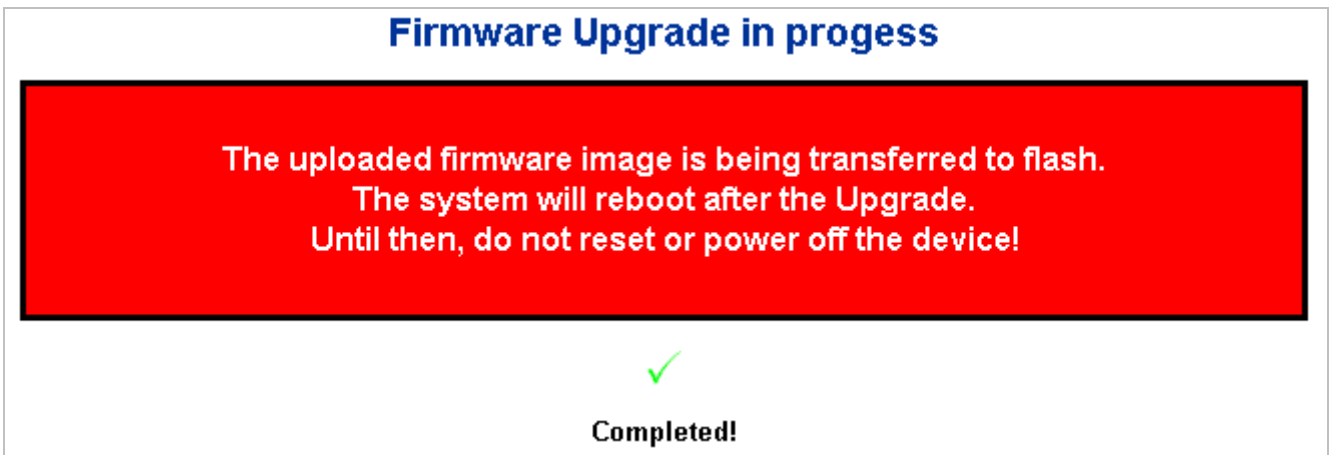 Firmware Upgrade in progess
The uploaded firmware image is being transferred to flash.
The system will reboot after the Upgrade.
Until then, do not reset or power off the device!
Completed!